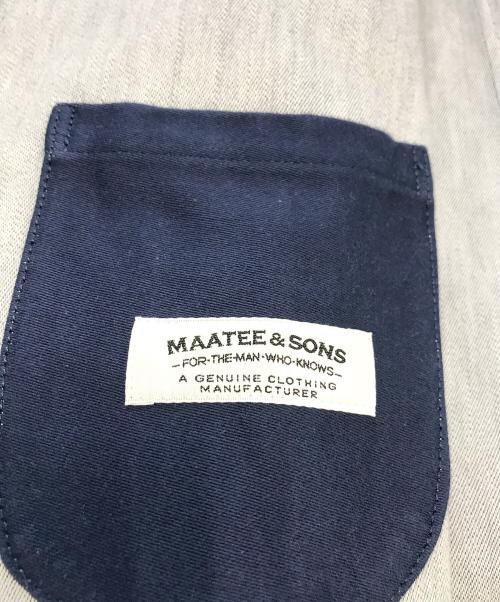 MAATEE & SONS
-FOR·THE·MAN·WHO·KNOWS-
A GENUINE CLOTHING
MANUFACTURER